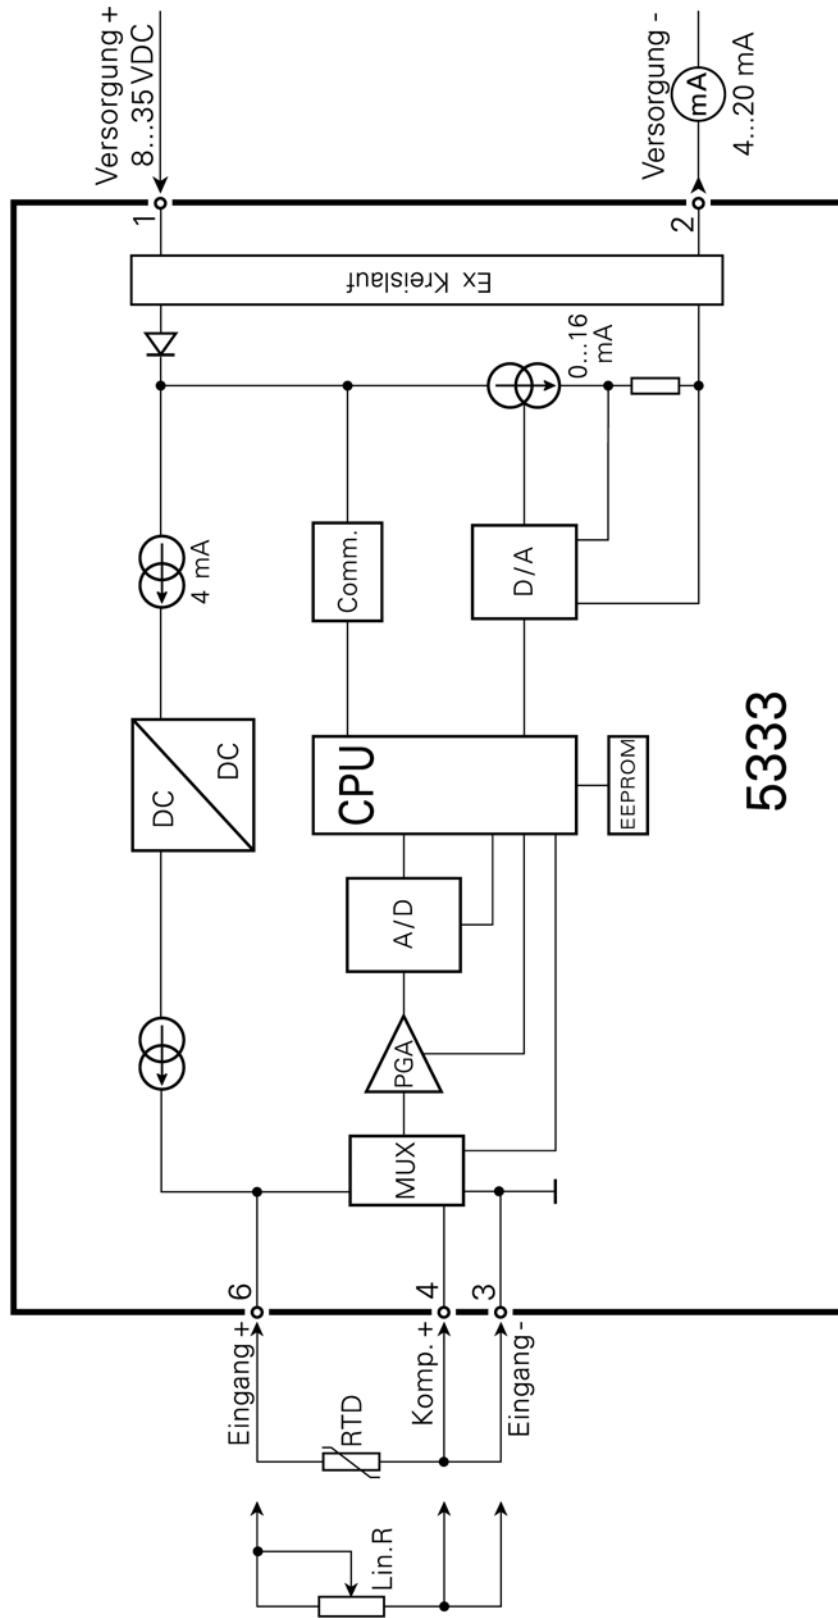 Versorgung +
8...35 VDC
Versorgung -
mA
4...20 mA
1
2
Ex Kreislauf
0...16
mA
4 mA
Comm.
D/A
DC
DC
CPU
EEPROM
5333
A/D
PGA
MUX
6
4
3
Eingang +
Komp. +
Eingang -
RTD
Lin.R